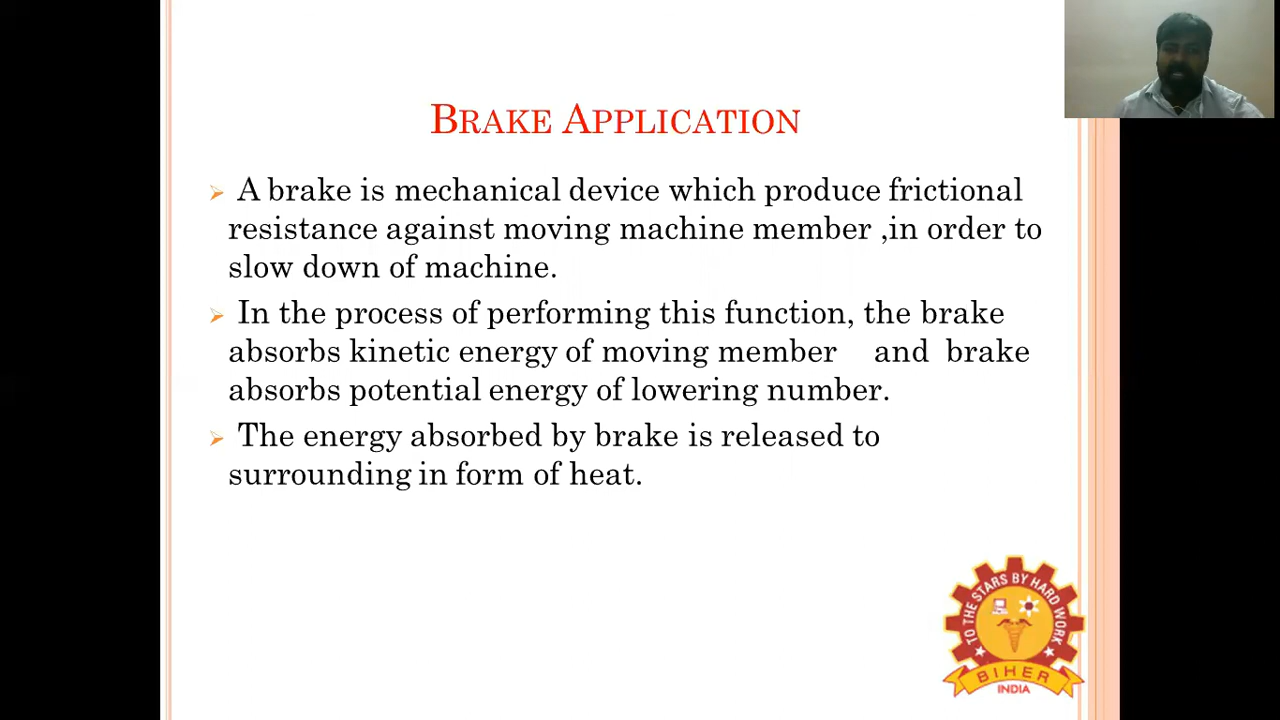 BRAKE APPLICATION
A brake is mechanical device which produce frictional
resistance against moving machine member ,in order to
slow down of machine.
In the process of performing this function, the brake
absorbs kinetic energy of moving member and brake
absorbs potential energy of lowering number.
The energy absorbed by brake is released to
surrounding in form of heat.
TO THE STARS BY HARD WORK
BIHER
INDIA